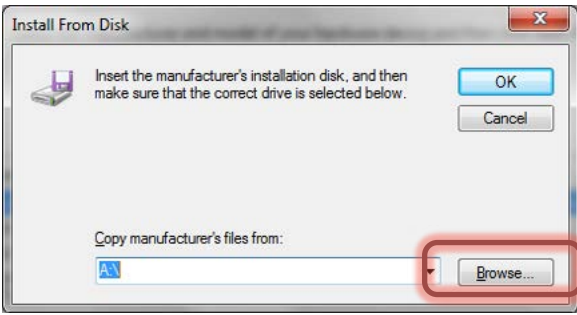 Install From Disk
Insert the manufacturer's installation disk, and then
make sure that the correct drive is selected below.
OK
Cancel
Copy manufacturer's files from:
A:\
Browse...